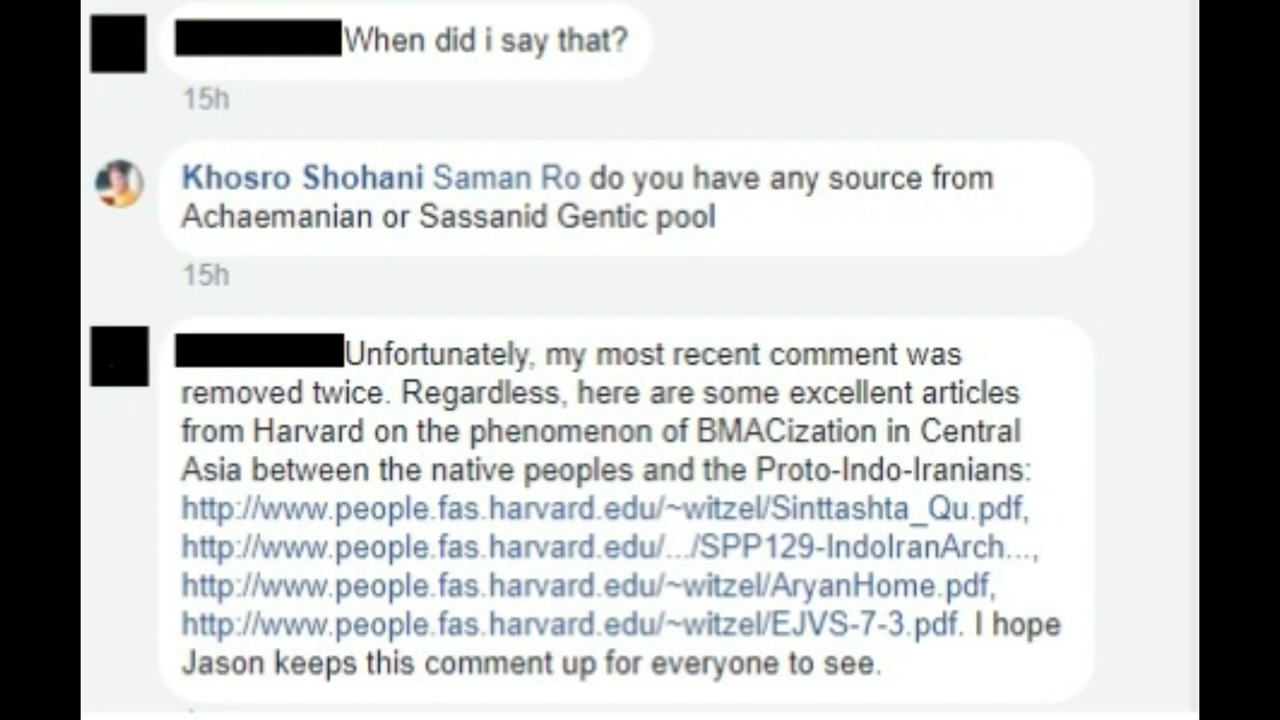 When did i say that?
15h
Khosro Shohani Saman Ro do you have any source from
Achaemanian or Sassanid Gentic pool
15h
Unfortunately, my most recent comment was
removed twice. Regardless, here are some excellent articles
from Harvard on the phenomenon of BMACization in Central
Asia between the native peoples and the Proto-Indo-Iranians:
http://www.people.fas.harvard.edu/~witzel/Sinttashta_Qu.pdf,
http://www.people.fas.harvard.edu/.../SPP129-IndoIranArch...,
http://www.people.fas.harvard.edu/~witzel/AryanHome.pdf,
http://www.people.fas.harvard.edu/~witzel/EJVS-7-3.pdf. I hope
Jason keeps this comment up for everyone to see.